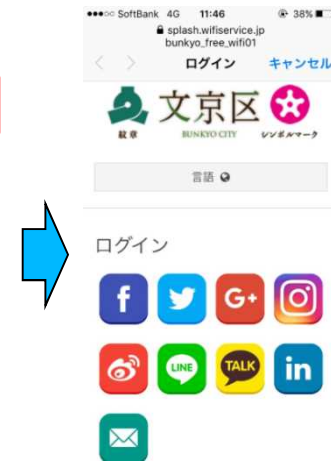 ●●●○○ SoftBank 4G 11:46 38%
splash.wifiservice.jp
bunkyo_free_wifi01
ログイン キャンセル
文京区
紋章 BUNKYO CITY シンボルマーク
言語
ログイン
f G+
LINE TALK in